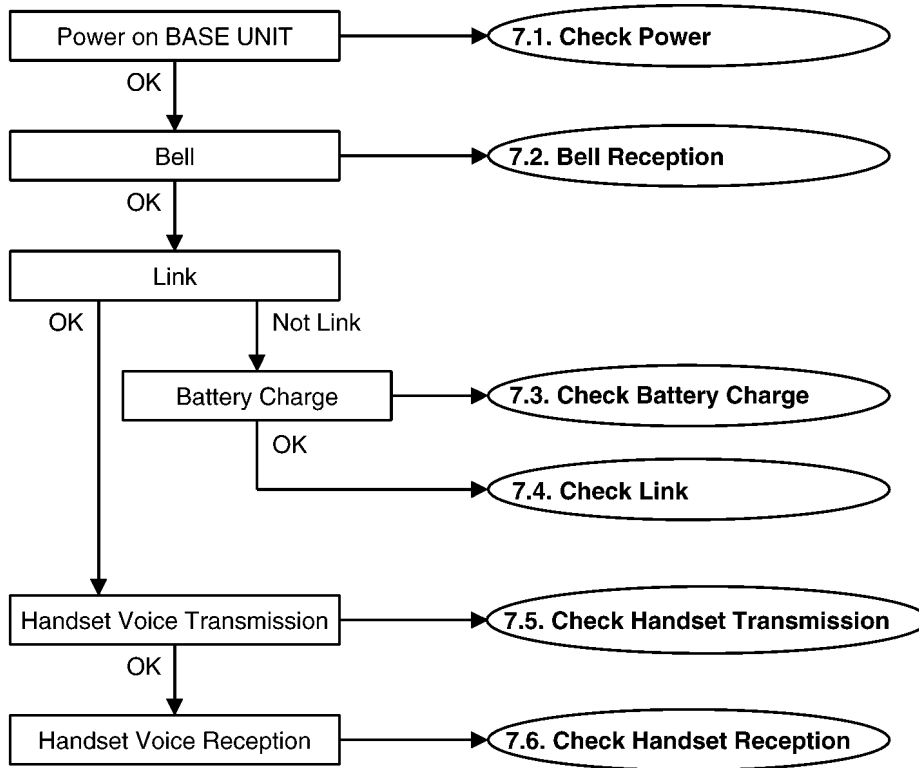 Power on BASE UNIT
7.1. Check Power
OK
Bell
7.2. Bell Reception
OK
Link
OK
Not Link
Battery Charge
7.3. Check Battery Charge
OK
7.4. Check Link
Handset Voice Transmission
7.5. Check Handset Transmission
OK
Handset Voice Reception
7.6. Check Handset Reception